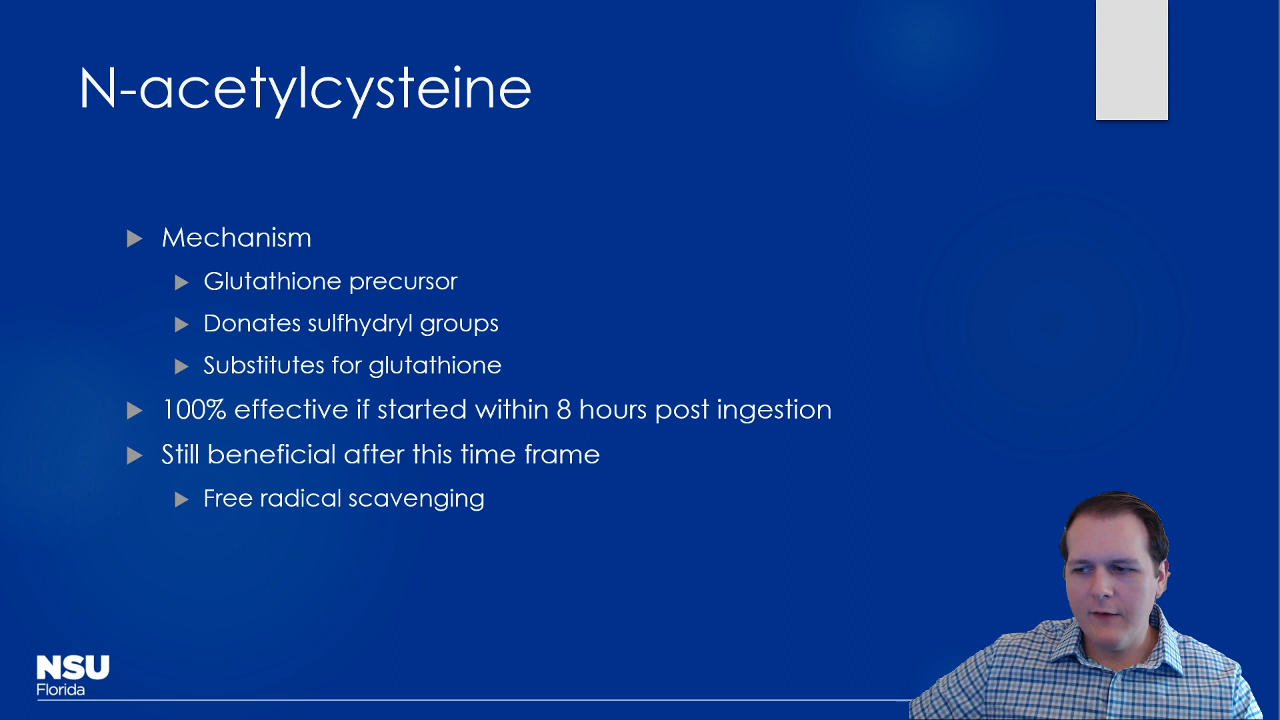 N-acetylcysteine
Mechanism
Glutathione precursor
Donates sulfhydryl groups
Substitutes for glutathione
100% effective if started within 8 hours post ingestion
Still beneficial after this time frame
Free radical scavenging
NSU
Florida